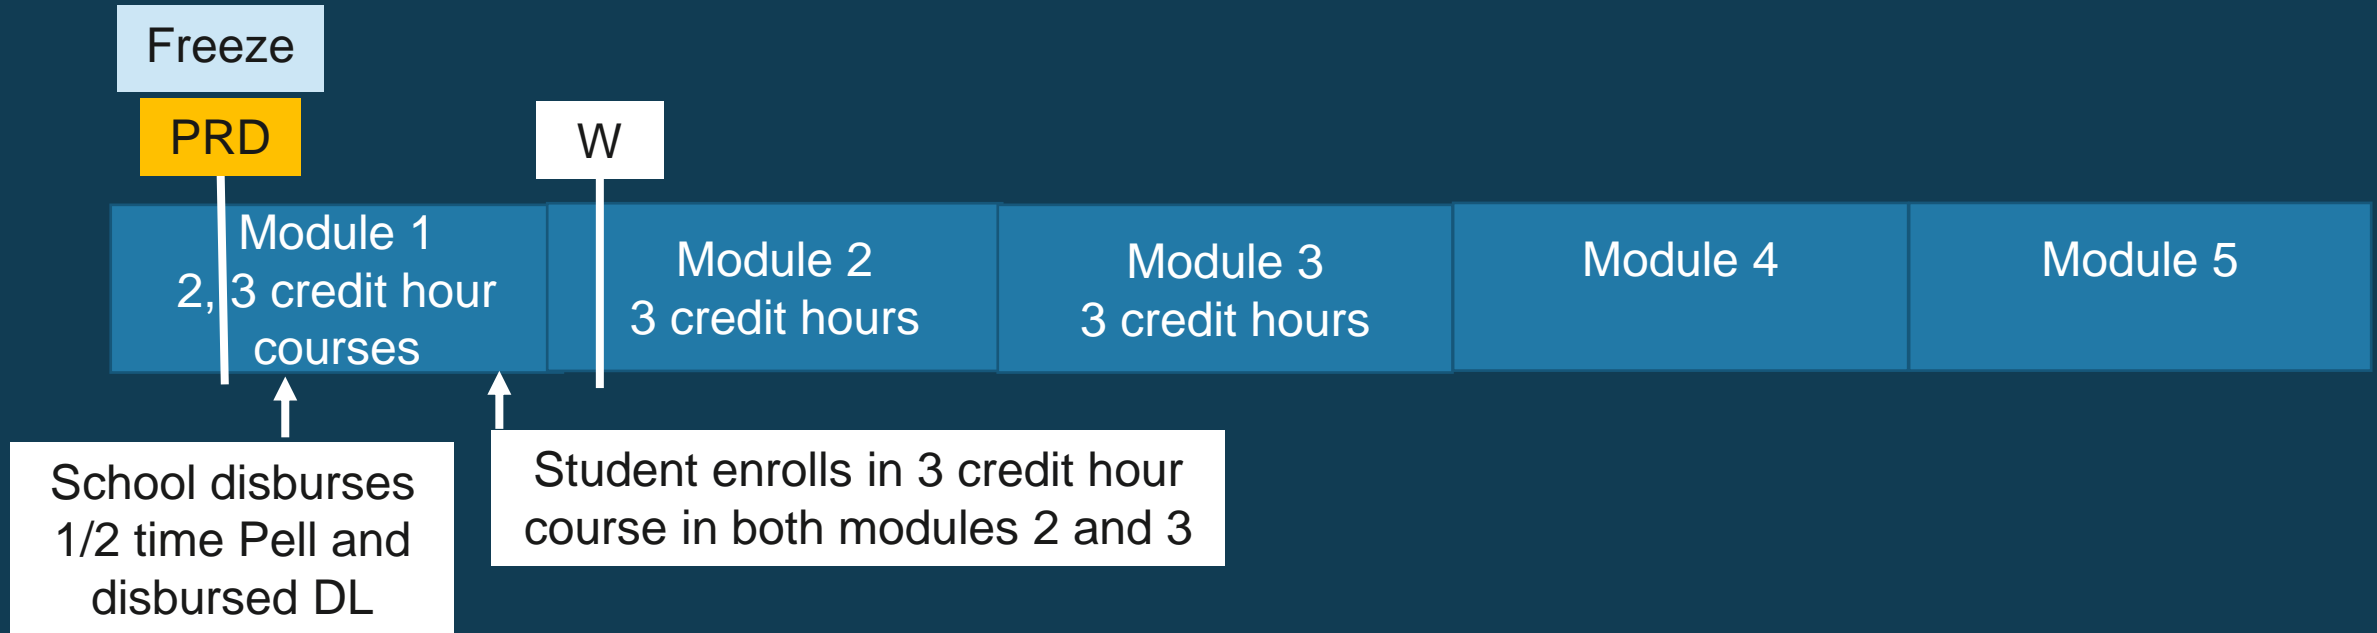 Freeze
PRD
W
Module 1
2, 3 credit hour
courses
Module 2
3 credit hours
Module 3
3 credit hours
Module 4
Module 5
School disburses
1/2 time Pell and
disbursed DL
Student enrolls in 3 credit hour
course in both modules 2 and 3